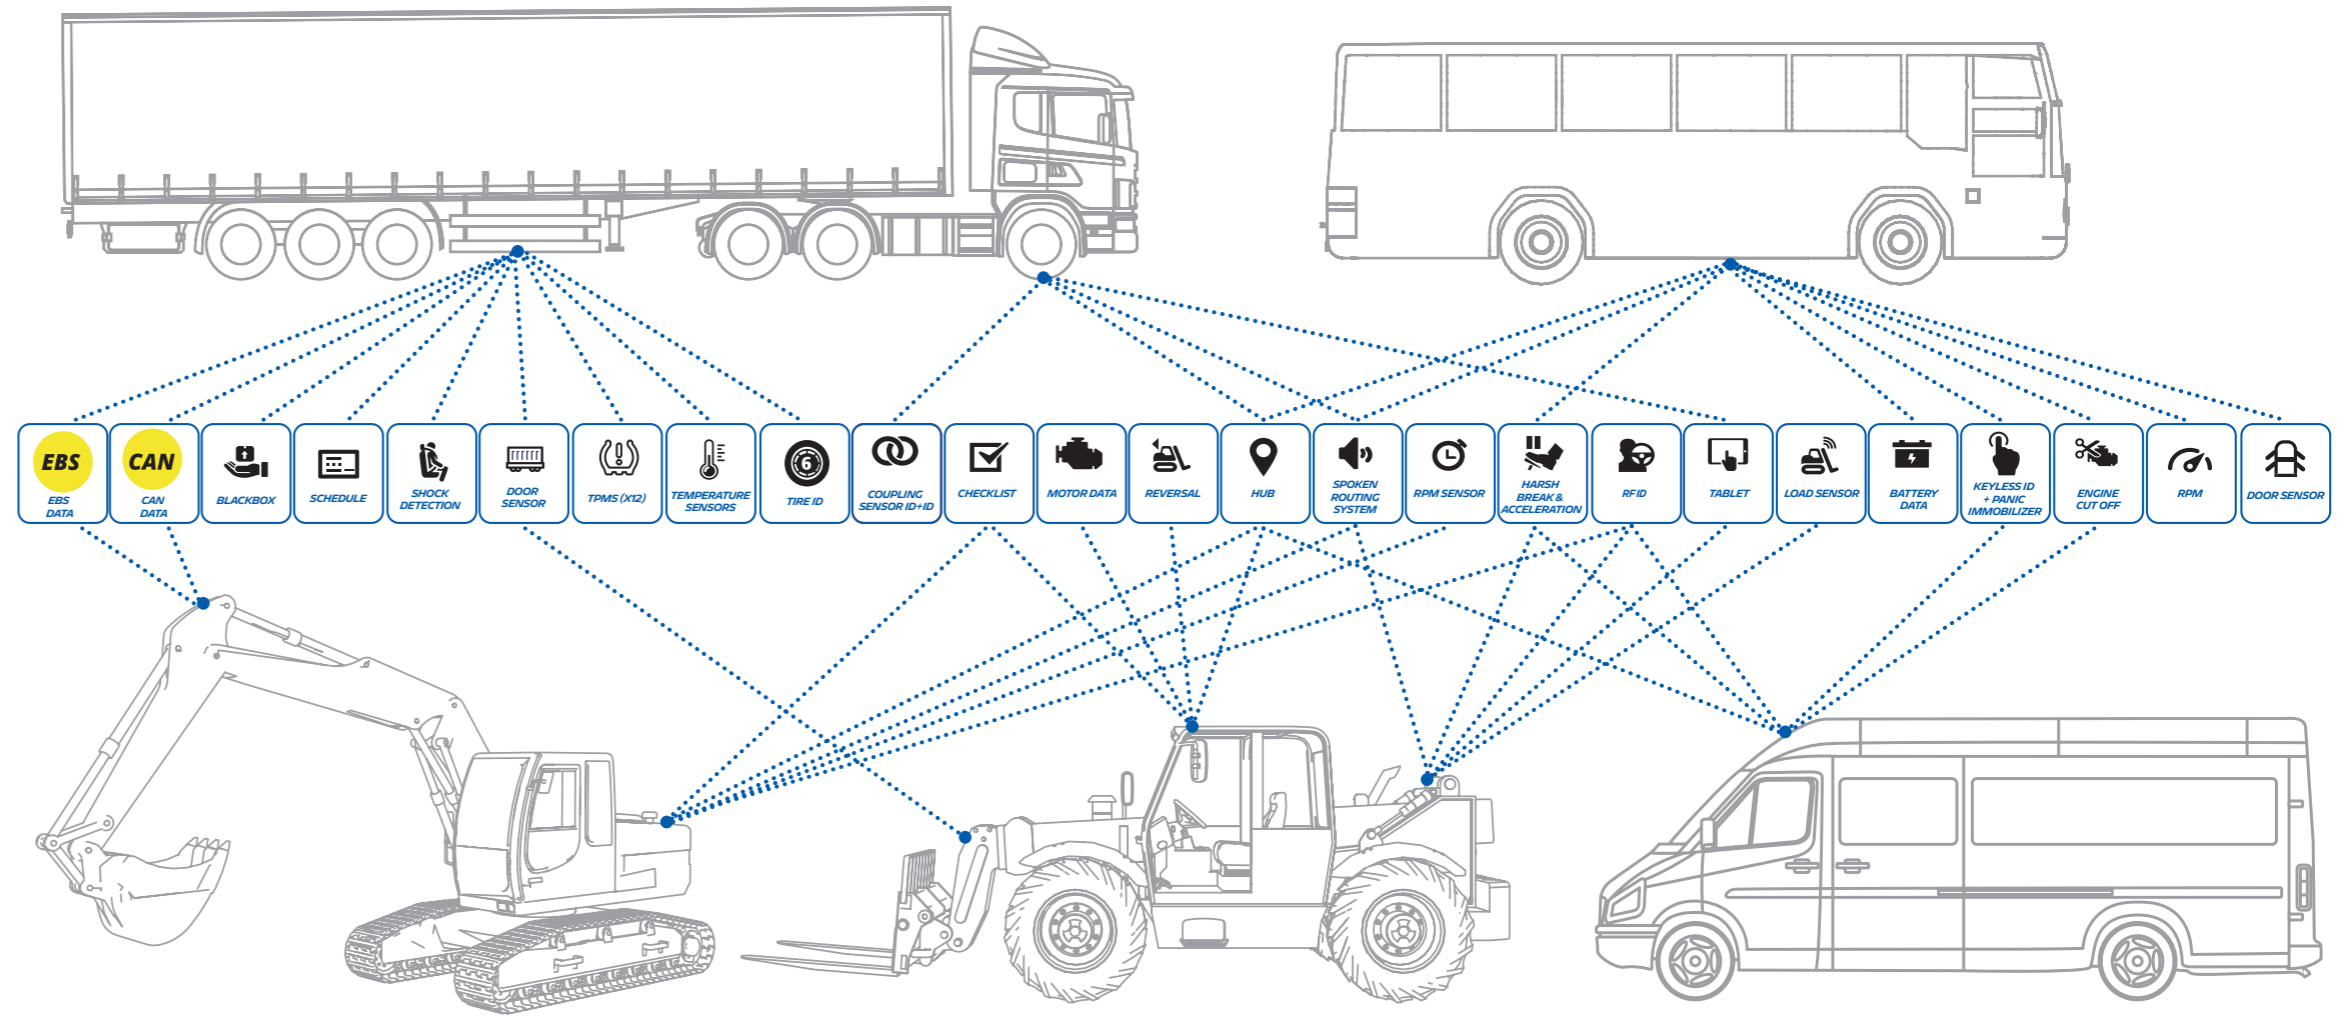 EBS
EBS
DATA
CAN
CAN
DATA
BLACKBOX
SCHEDULE
SHOCK
DETECTION
DOOR
SENSOR
TPMS (X12)
TEMPERATURE
SENSORS
6
TIRE ID
COUPLING
SENSOR ID+ID
CHECKLIST
MOTOR DATA
REVERSAL
HUB
SPOKEN
ROUTING
SYSTEM
RPM SENSOR
HARSH
BREAK &
ACCELERATION
RFID
TABLET
LOAD SENSOR
BATTERY
DATA
KEYLESS ID
+ PANIC
IMMOBILIZER
ENGINE
CUT OFF
RPM
DOOR SENSOR